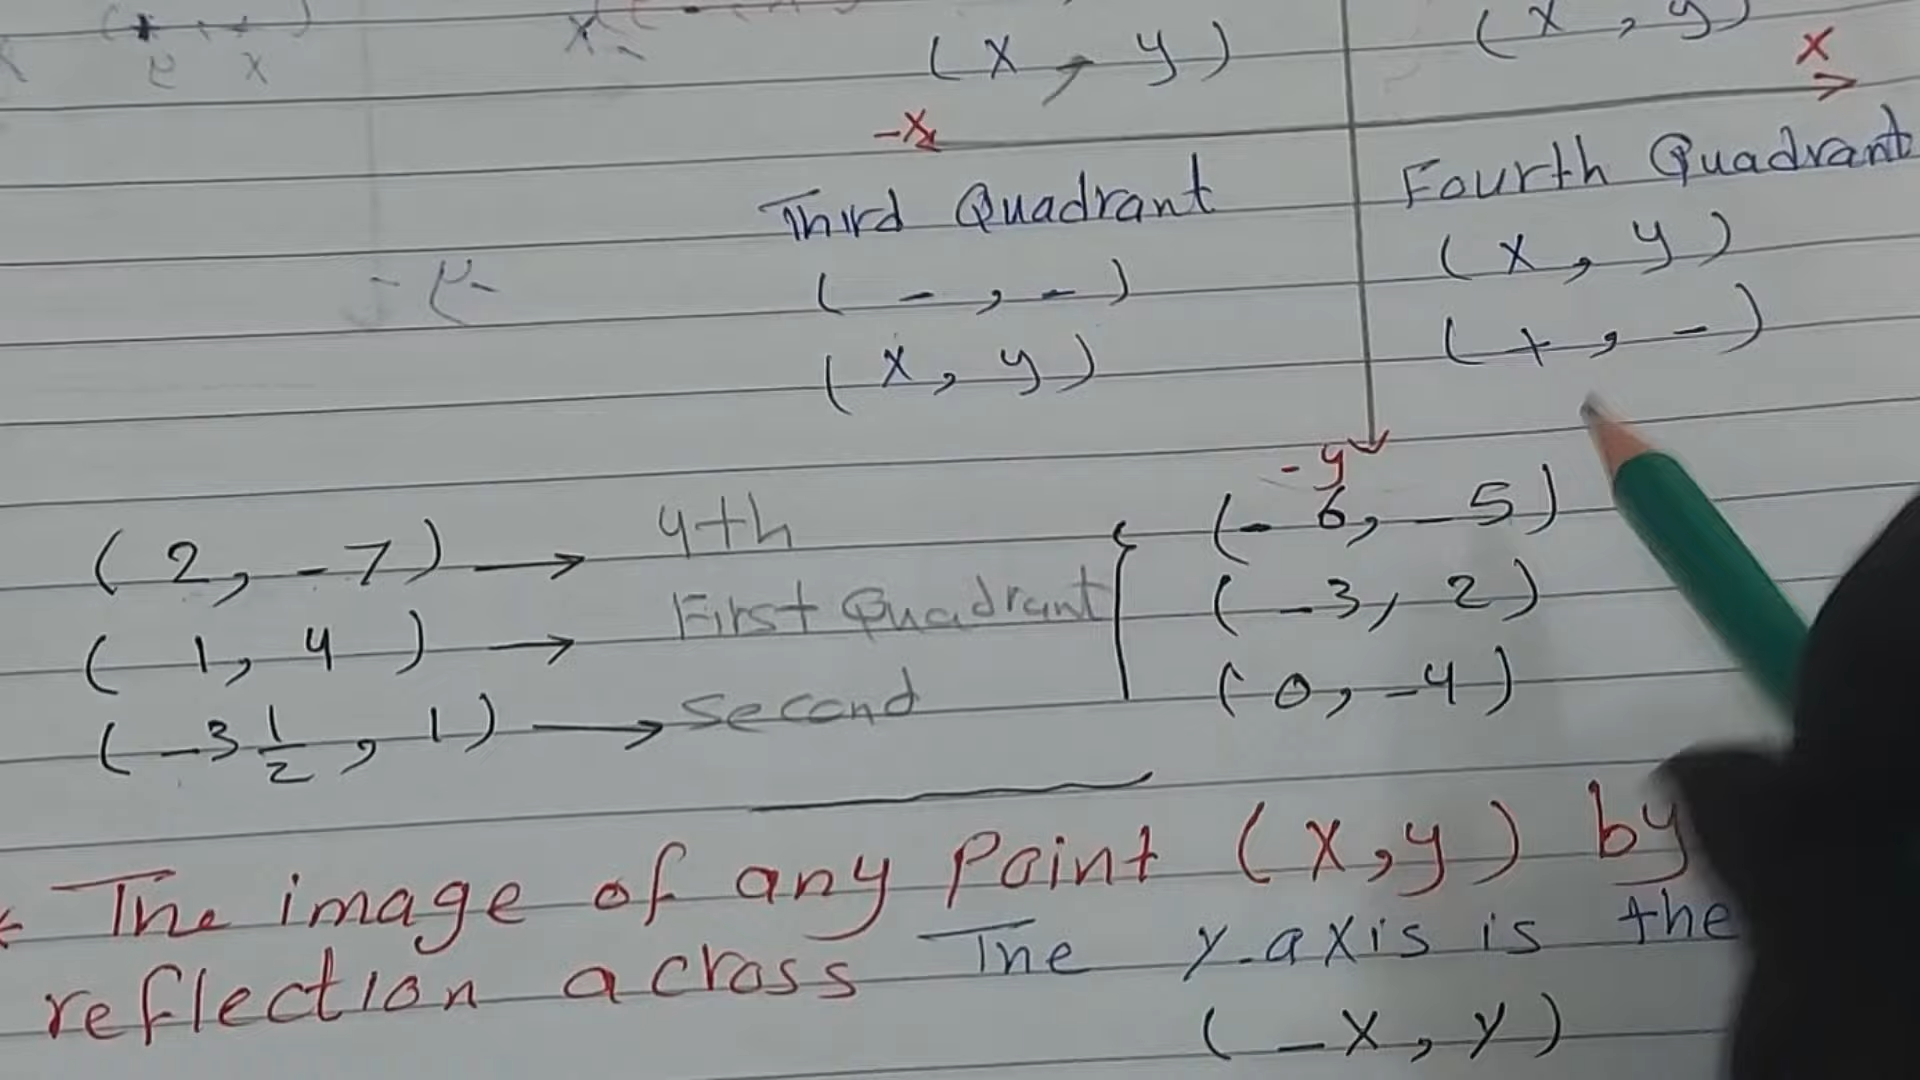 (x, y) (x, y)
x
-x
Third Quadrant Fourth Quadrant
(-, -) (x, y)
(x, y) (+, -)
-y
(2, -7) → 4th (-6, -5)
(1, 4) → First Quadrant (-3, 2)
(-3 1/2, 1) → second (0, -4)
The image of any Point (x,y) by
reflection across The y-axis is the
(-x, y)